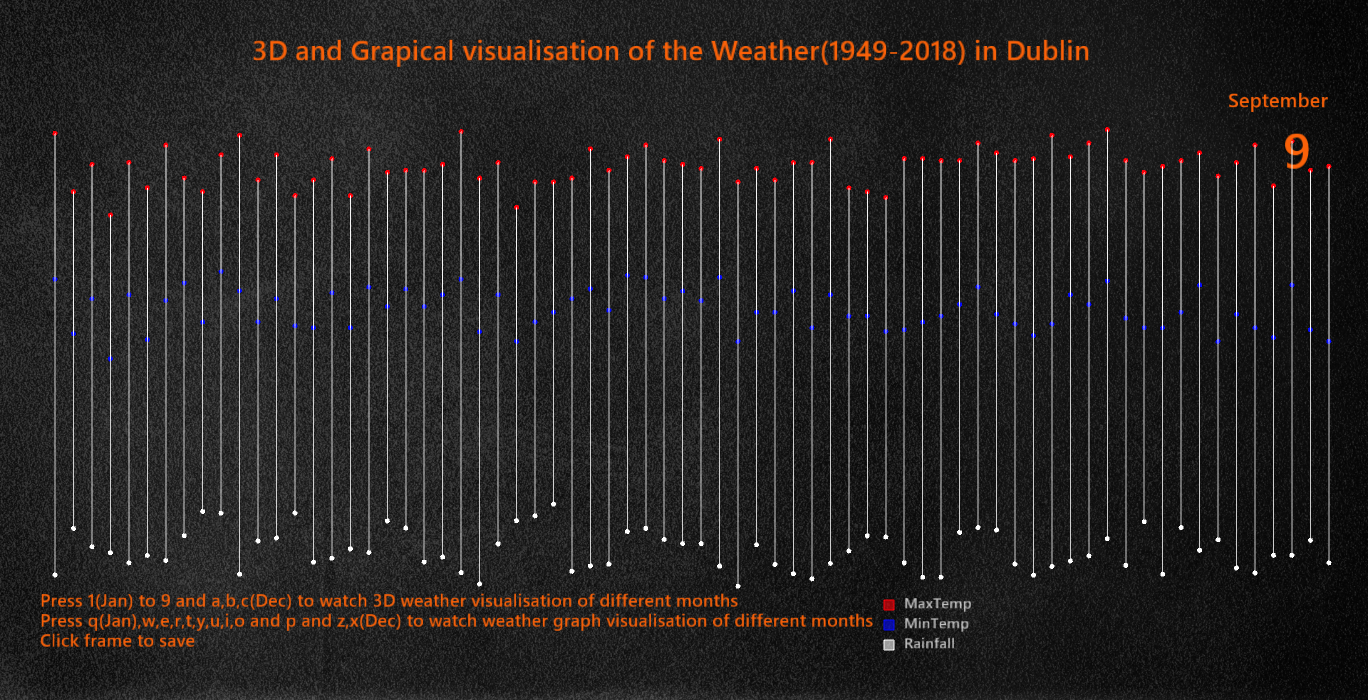 3D and Grapical visualisation of the Weather(1949-2018) in Dublin
September
9
Press 1(Jan) to 9 and a,b,c(Dec) to watch 3D weather visualisation of different months
Press q(Jan),w,e,r,t,y,u,i,o and p and z,x(Dec) to watch weather graph visualisation of different months
Click frame to save
MaxTemp
MinTemp
Rainfall